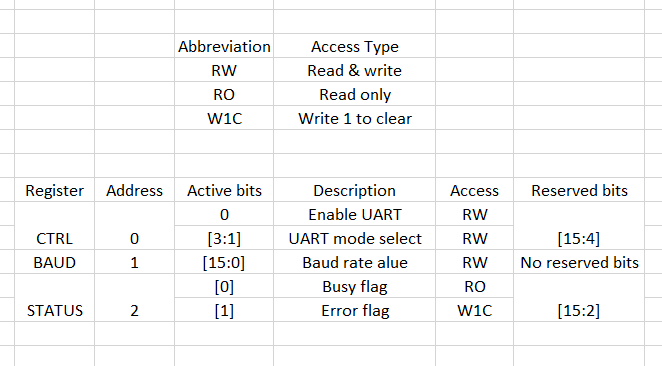 Abbreviation Access Type
RW Read & write
RO Read only
W1C Write 1 to clear
Register Address Active bits Description Access Reserved bits
0 Enable UART RW
CTRL 0 [3:1] UART mode select RW [15:4]
BAUD 1 [15:0] Baud rate alue RW No reserved bits
[0] Busy flag RO
STATUS 2 [1] Error flag W1C [15:2]